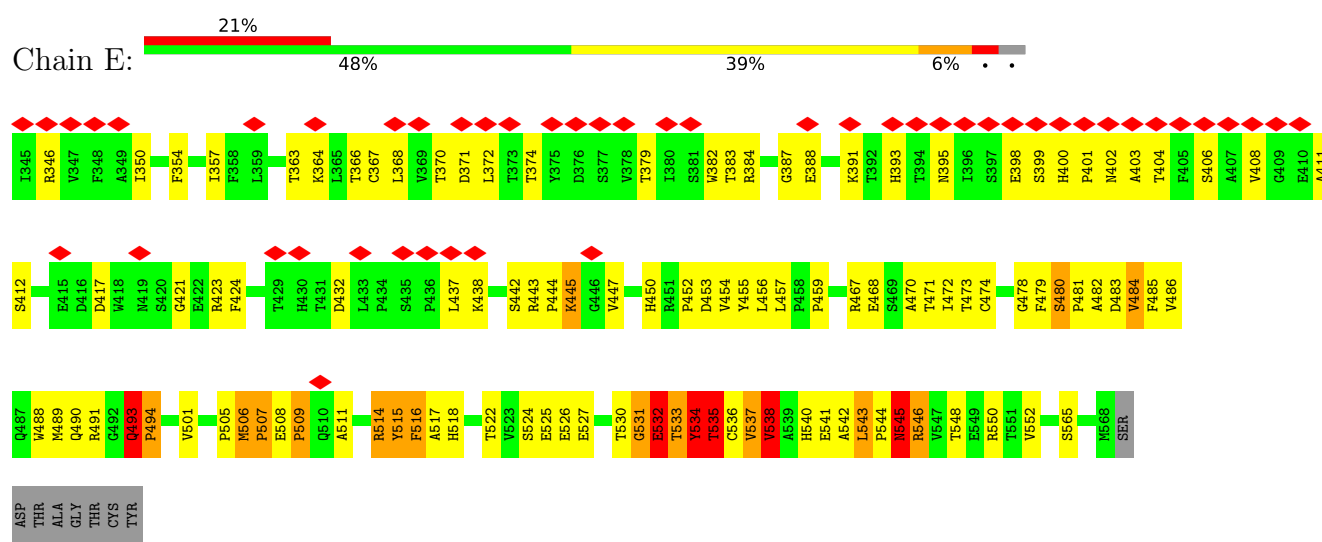 21%
Chain E:
48% 39% 6% • •
I345 R346 V347 F348 A349 I350 F354 I357 F358 L359 T363 K364 L365 T366 C367 L368 V369 T370 D371 L372 T373 T374 Y375 D376 S377 V378 T379 I380 S381 W382 T383 R384 G387 E388 K391 T392 H393 T394 N395 I396 S397 E398 S399 H400 P401 N402 A403 T404 F405 S406 A407 V408 G409 E410 A411
S412 E415 D416 D417 W418 N419 S420 G421 E422 R423 F424 T429 H430 T431 D432 L433 P434 S435 P436 L437 K438 S442 R443 P444 K445 G446 V447 H450 R451 P452 D453 V454 Y455 L456 L457 P458 P459 R467 E468 S469 A470 T471 I472 T473 C474 G478 F479 S480 P481 A482 D483 V484 F485 V486
Q487 W488 M489 Q490 R491 G492 Q493 P494 V501 P505 M506 P507 E508 P509 Q510 A511 R514 Y515 F516 A517 H518 T522 V523 S524 E525 E526 E527 T530 G531 E532 T533 Y534 T535 C536 V537 V538 A539 H540 E541 A542 L543 P544 N545 R546 V547 T548 E549 R550 T551 V552 S565 M568 SER
ASP THR ALA GLY THR CYS TYR